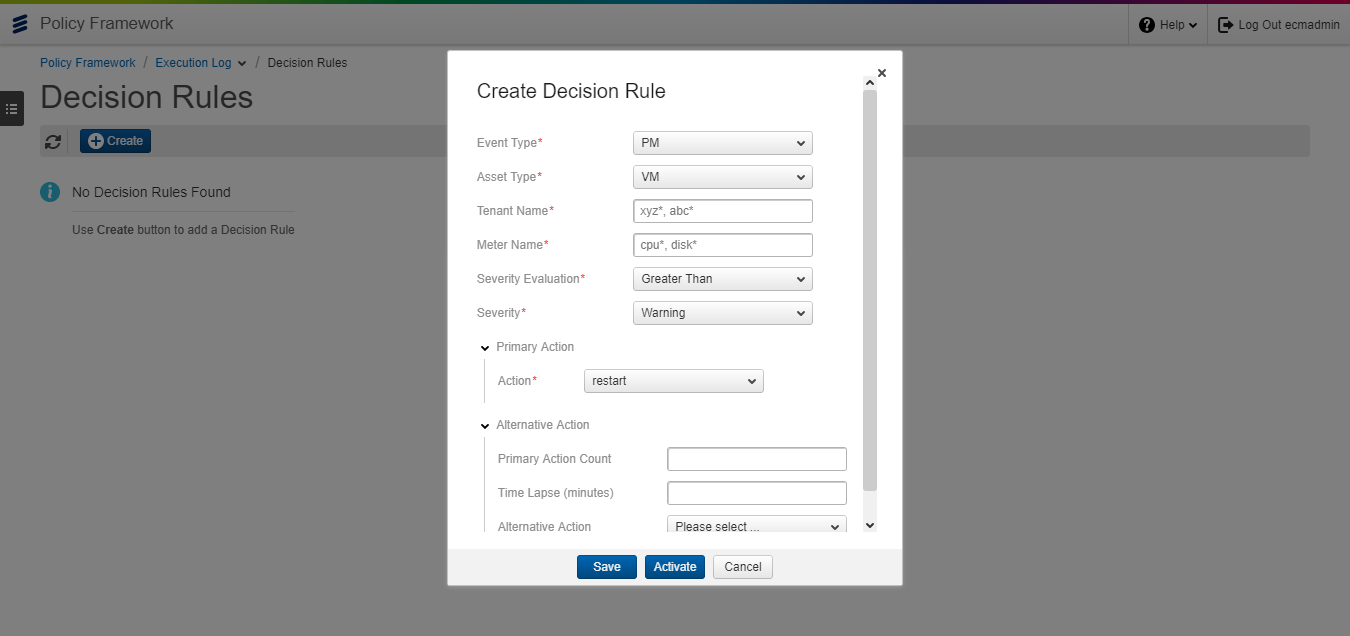 Policy Framework
Help
Log Out ecmadmin
Policy Framework / Execution Log / Decision Rules
Decision Rules
Create
No Decision Rules Found
Use Create button to add a Decision Rule
Create Decision Rule
Event Type* PM
Asset Type* VM
Tenant Name* xyz*, abc*
Meter Name* cpu*, disk*
Severity Evaluation* Greater Than
Severity* Warning
Primary Action
Action* restart
Alternative Action
Primary Action Count
Time Lapse (minutes)
Alternative Action Please select ...
Save Activate Cancel